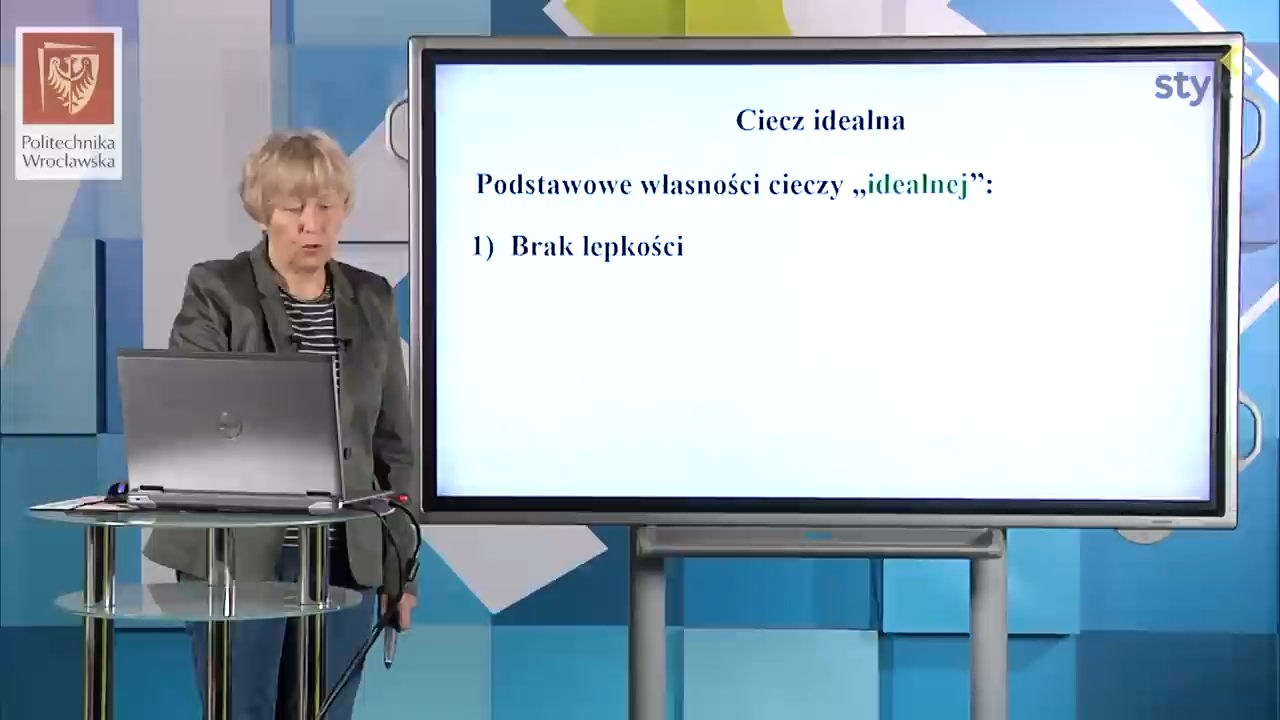 Politechnika
Wrocławska
Ciecz idealna
Podstawowe własności cieczy „idealnej”:
1) Brak lepkości